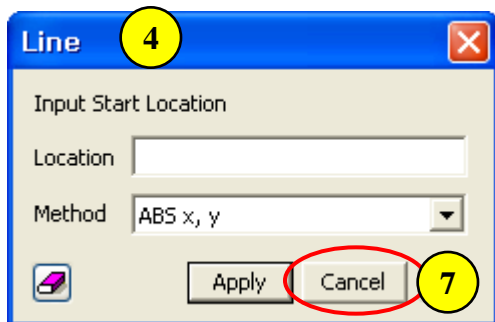 Line 4
Input Start Location
Location
Method ABS x, y
Apply Cancel 7